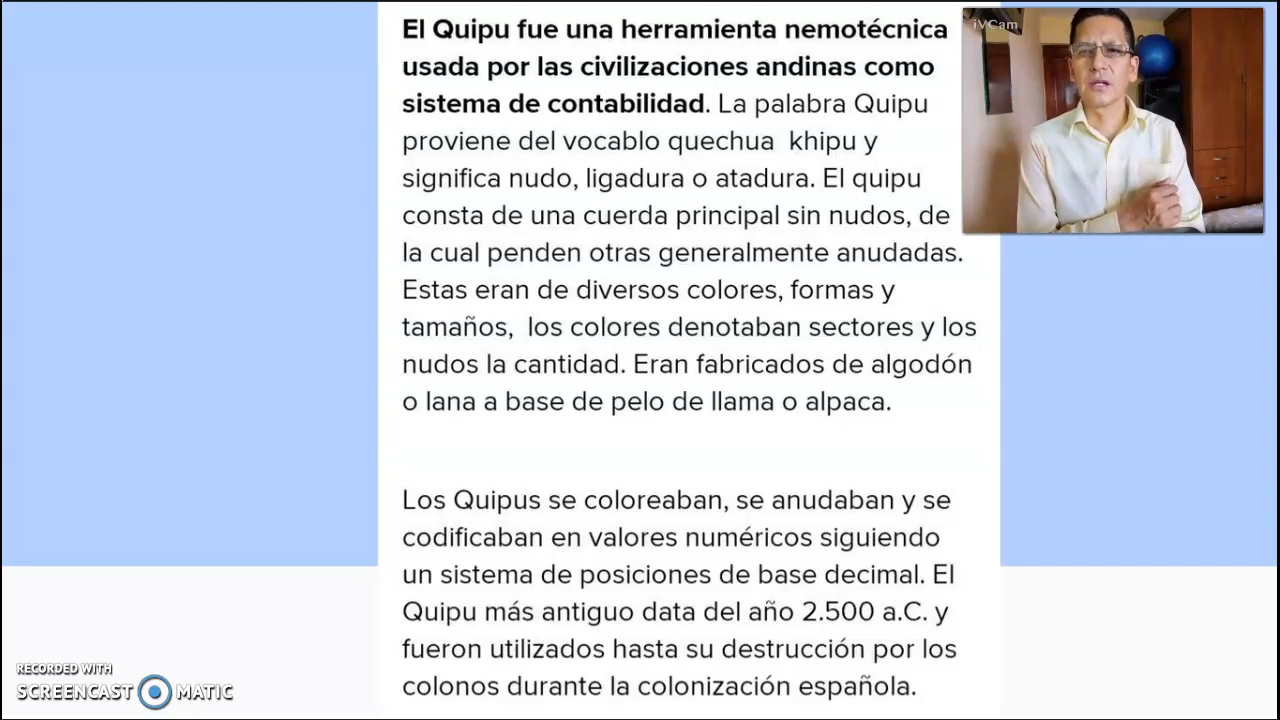 El Quipu fue una herramienta nemotécnica
usada por las civilizaciones andinas como
sistema de contabilidad. La palabra Quipu
proviene del vocablo quechua  khipu y
significa nudo, ligadura o atadura. El quipu
consta de una cuerda principal sin nudos, de
la cual penden otras generalmente anudadas.
Estas eran de diversos colores, formas y
tamaños,  los colores denotaban sectores y los
nudos la cantidad. Eran fabricados de algodón
o lana a base de pelo de llama o alpaca.
Los Quipus se coloreaban, se anudaban y se
codificaban en valores numéricos siguiendo
un sistema de posiciones de base decimal. El
Quipu más antiguo data del año 2.500 a.C. y
fueron utilizados hasta su destrucción por los
colonos durante la colonización española.
iVCam
RECORDED WITH
SCREENCAST MATIC